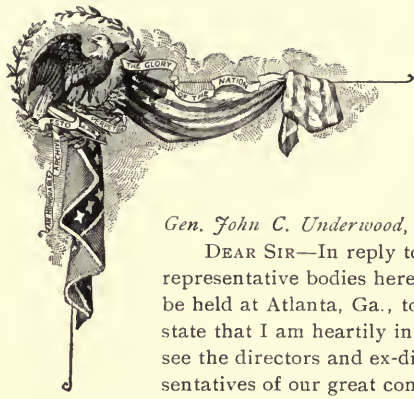 THE GLORY
OF THE
NATION
ESTO
Gen. John C. Underwood,
DEAR SIR—In reply to
representative bodies here
be held at Atlanta, Ga., to
state that I am heartily in
see the directors and ex-di
sentatives of our great con